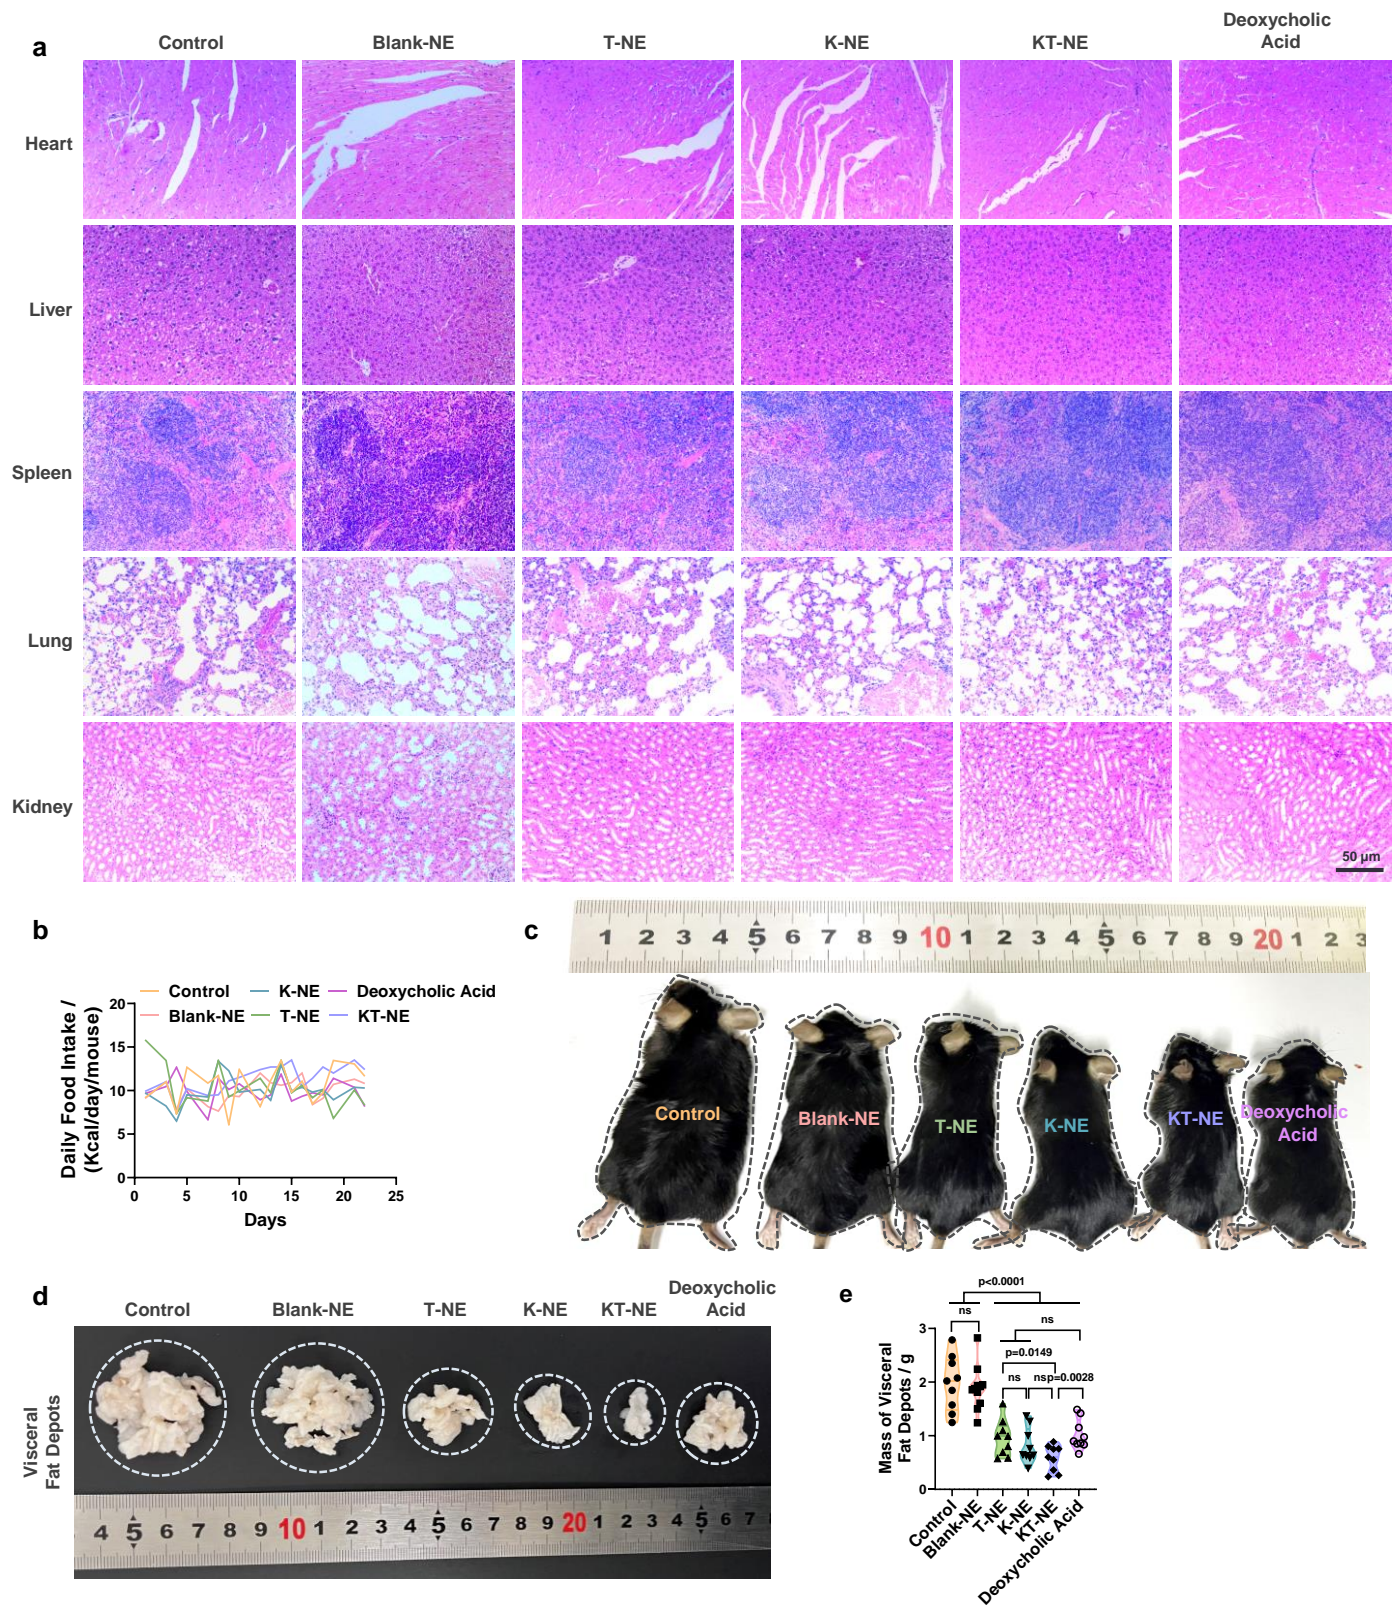 a
Control
Blank-NE
T-NE
K-NE
KT-NE
Deoxycholic
Acid
Heart
Liver
Spleen
Lung
Kidney
50 μm
b
Control
K-NE
Deoxycholic Acid
Blank-NE
T-NE
KT-NE
Daily Food Intake /
(Kcal/day/mouse)
20
15
10
5
0
0 5 10 15 20 25
Days
c
1 2 3 4 5 6 7 8 9 10 1 2 3 4 5 6 7 8 9 20 1 2 3
Control
Blank-NE
T-NE
K-NE
KT-NE
Deoxycholic
Acid
d
Control
Blank-NE
T-NE
K-NE
KT-NE
Deoxycholic
Acid
Visceral
Fat Depots
4 5 6 7 8 9 10 1 2 3 4 5 6 7 8 9 20 1 2 3 4 5 6 7
e
p<0.0001
ns
ns
p=0.0149
ns
ns
p=0.0028
Mass of Visceral
Fat Depots / g
3
2
1
0
Control
Blank-NE
T-NE
K-NE
KT-NE
Deoxycholic Acid